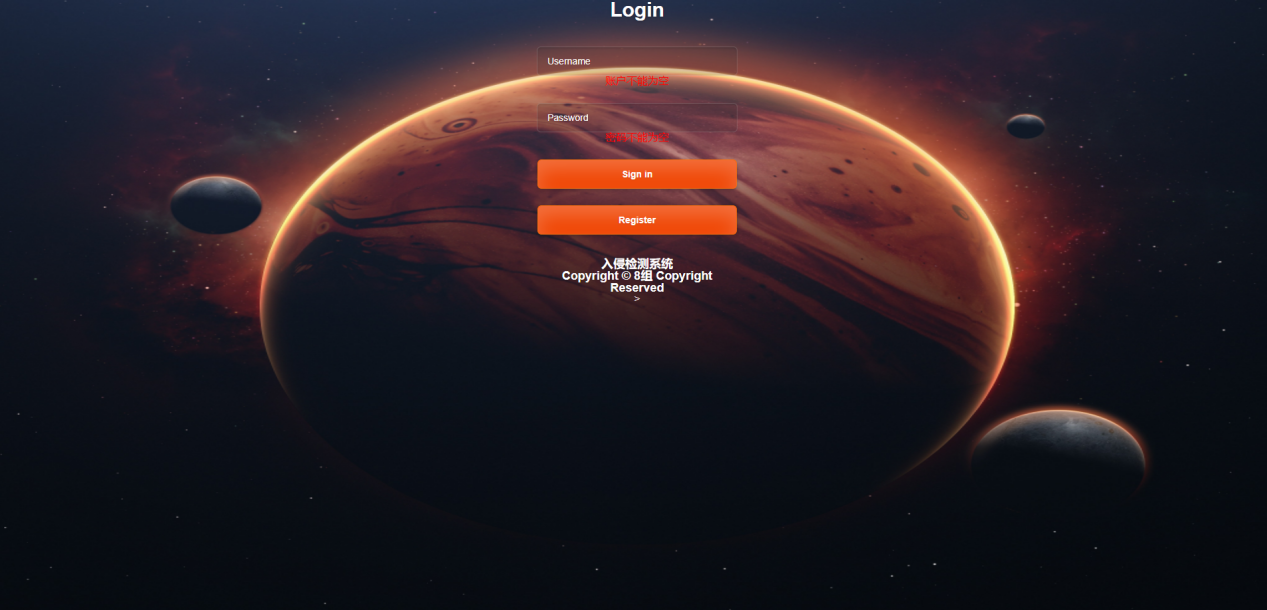 Login
Username
账户不能为空
Password
Sign in
Register
入侵检测系统
Copyright © 8组 Copyright
Reserved
>